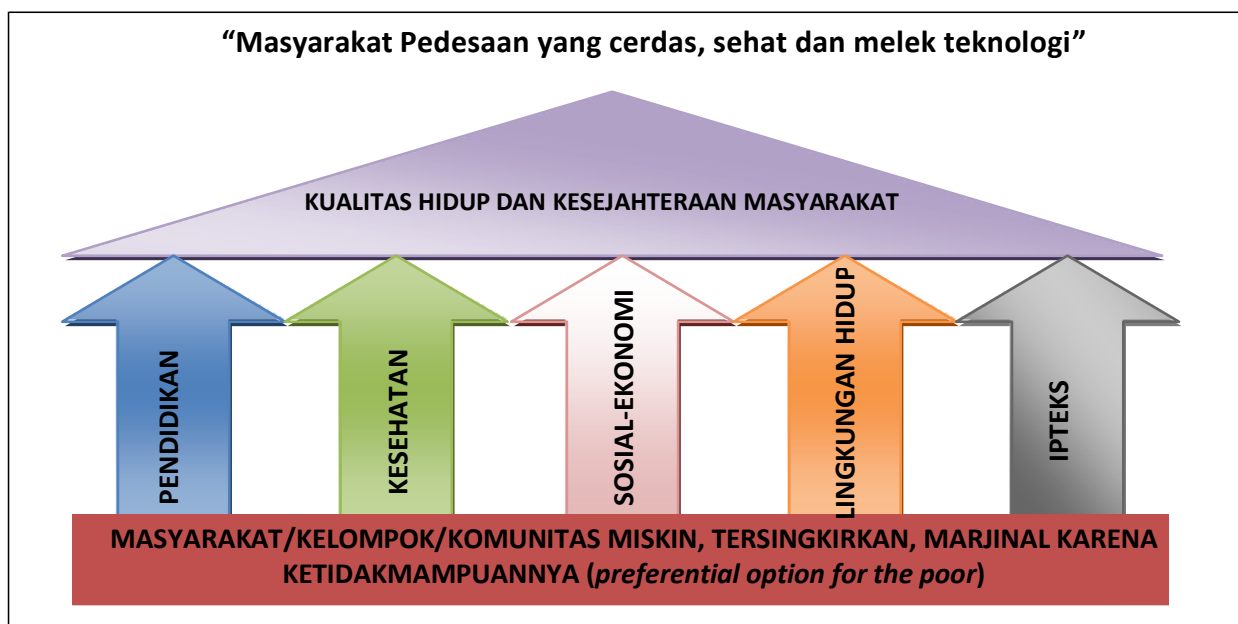 “Masyarakat Pedesaan yang cerdas, sehat dan melek teknologi”
KUALITAS HIDUP DAN KESEJAHTERAAN MASYARAKAT
PENDIDIKAN
KESEHATAN
SOSIAL-EKONOMI
LINGKUNGAN HIDUP
IPTEKS
MASYARAKAT/KELOMPOK/KOMUNITAS MISKIN, TERSINGKIRKAN, MARJINAL KARENA
KETIDAKMAMPUANNYA (preferential option for the poor)